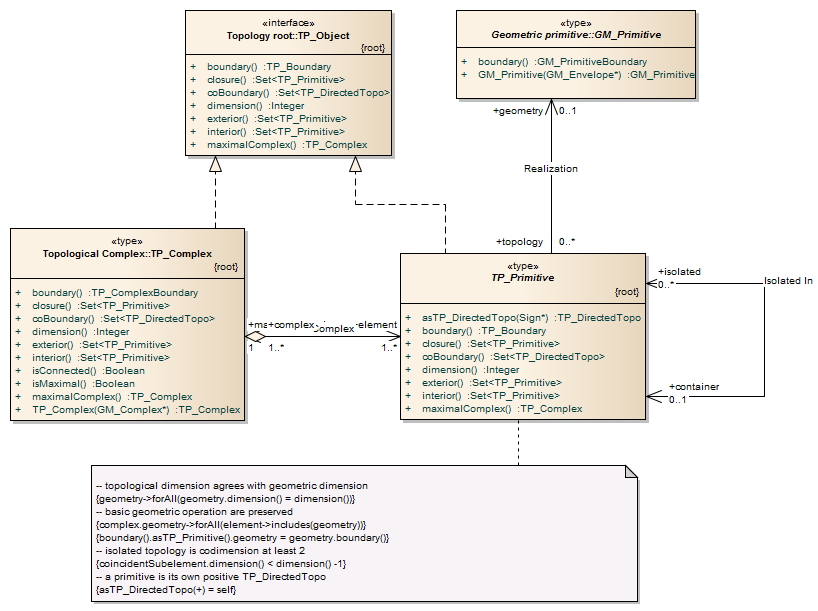 «interface»
Topology root::TP_Object
{root}
+ boundary() :TP_Boundary
+ closure() :Set<TP_Primitive>
+ coBoundary() :Set<TP_DirectedTopo>
+ dimension() :Integer
+ exterior() :Set<TP_Primitive>
+ interior() :Set<TP_Primitive>
+ maximalComplex() :TP_Complex
«type»
Geometric primitive::GM_Primitive
+ boundary() :GM_PrimitiveBoundary
+ GM_Primitive(GM_Envelope*) :GM_Primitive
+geometry 0..1
Realization
+topology 0..*
«type»
Topological Complex::TP_Complex
{root}
+ boundary() :TP_ComplexBoundary
+ closure() :Set<TP_Primitive>
+ coBoundary() :Set<TP_DirectedTopo>
+ dimension() :Integer
+ exterior() :Set<TP_Primitive>
+ interior() :Set<TP_Primitive>
+ isConnected() :Boolean
+ isMaximal() :Boolean
+ maximalComplex() :TP_Complex
+ TP_Complex(GM_Complex*) :TP_Complex
+complex Complex -element
1 1..* 1..*
«type»
TP_Primitive
{root}
+ asTP_DirectedTopo(Sign*) :TP_DirectedTopo
+ boundary() :TP_Boundary
+ closure() :Set<TP_Primitive>
+ coBoundary() :Set<TP_DirectedTopo>
+ dimension() :Integer
+ exterior() :Set<TP_Primitive>
+ interior() :Set<TP_Primitive>
+ maximalComplex() :TP_Complex
+isolated
0..*
Isolated In
+container
0..1
-- topological dimension agrees with geometric dimension
{geometry->forAll(geometry.dimension() = dimension())}
-- basic geometric operation are preserved
{complex.geometry->forAll(element->includes(geometry))}
{boundary().asTP_Primitive().geometry = geometry.boundary()}
-- isolated topology is codimension at least 2
{coincidentSubelement.dimension() < dimension() -1}
-- a primitive is its own positive TP_DirectedTopo
{asTP_DirectedTopo(+) = self}